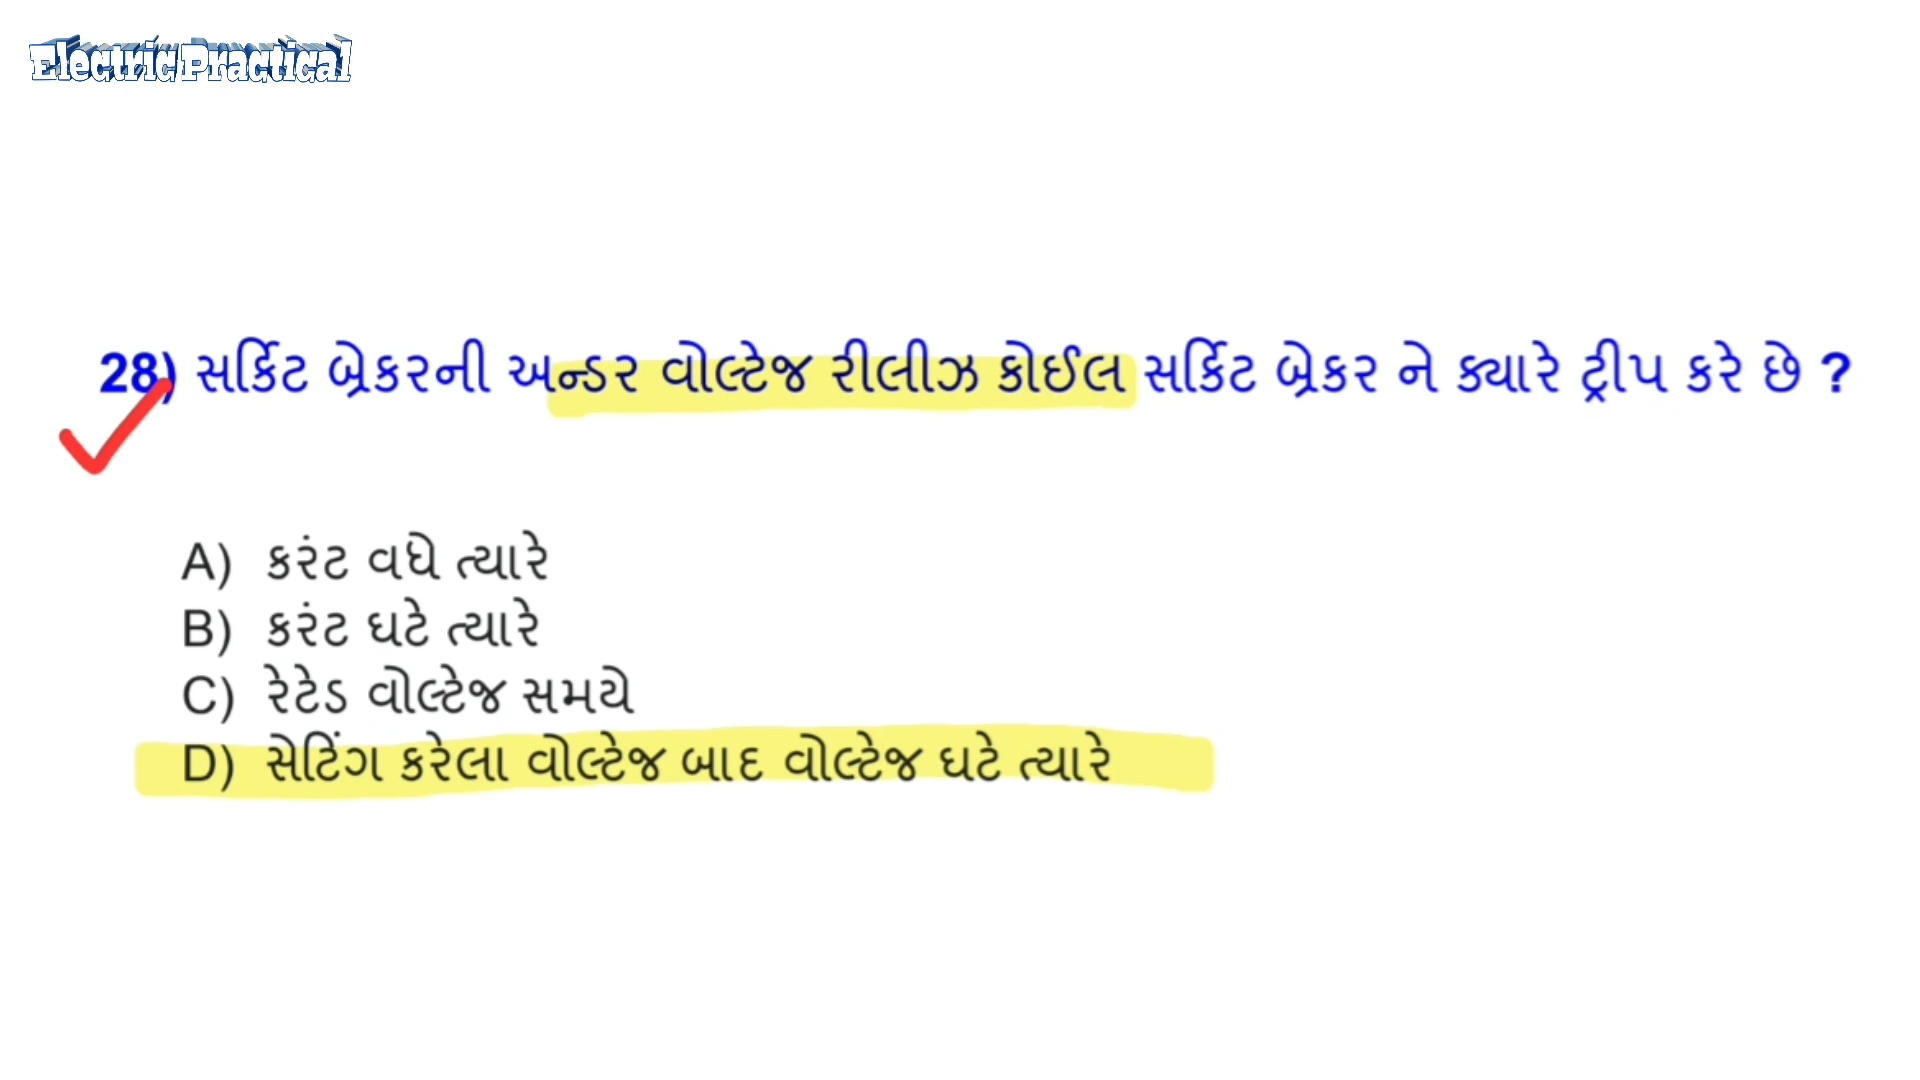 Electric Practical
28) સર્કિટ બ્રેકરની અન્ડર વોલ્ટેજ રીલીઝ કોઈલ સર્કિટ બ્રેકર ને ક્યારે ટ્રીપ કરે છે ?
A) કરંટ વધે ત્યારે
B) કરંટ ઘટે ત્યારે
C) રેટેડ વોલ્ટેજ સમયે
D) સેટિંગ કરેલા વોલ્ટેજ બાદ વોલ્ટેજ ઘટે ત્યારે